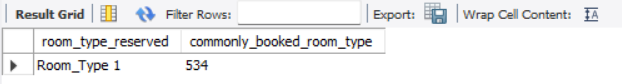 Result Grid Filter Rows: Export: Wrap Cell Content:
room_type_reserved commonly_booked_room_type
Room_Type 1 534